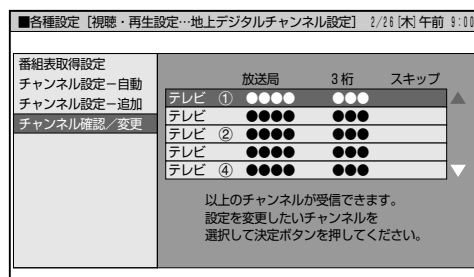 ■各種設定［視聴・再生設定…地上デジタルチャンネル設定］ 2/26[木]午前 9:00
番組表取得設定
チャンネル設定－自動
チャンネル設定－追加
チャンネル確認／変更
放送局 3桁 スキップ
テレビ ① ●●●● ●●●
テレビ ●●●● ●●●
テレビ ② ●●●● ●●●
テレビ ●●●● ●●●
テレビ ④ ●●●● ●●●
以上のチャンネルが受信できます。
設定を変更したいチャンネルを
選択して決定ボタンを押してください。